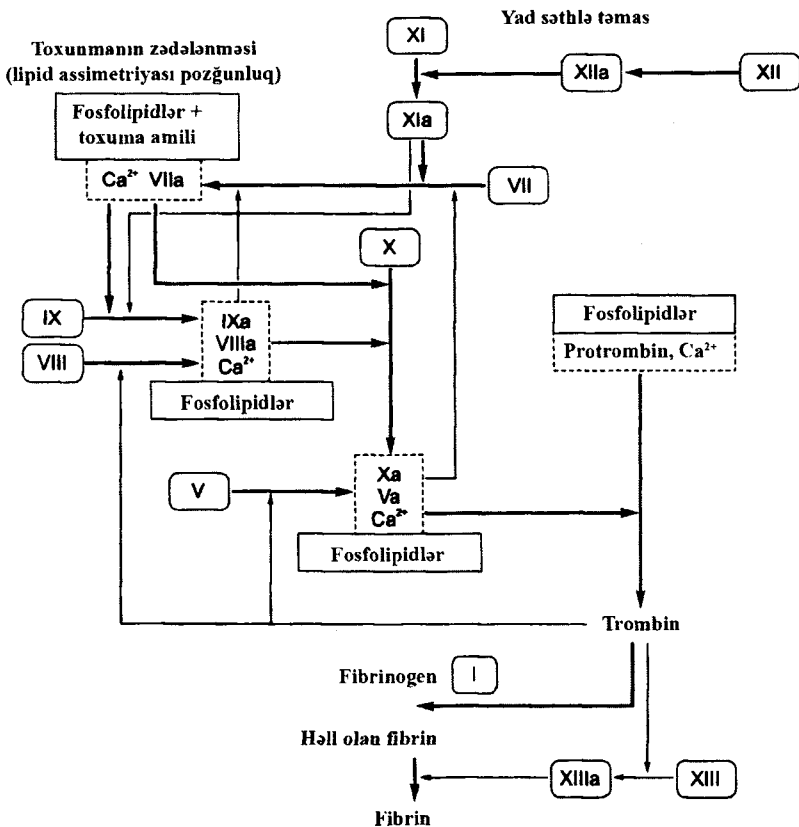 Yad səthlə təmas
Toxunmanın zədələnməsi
(lipid assimetriyası pozğunluq)
XI
XIIa
XII
Fosfolipidlər +
toxuma amili
XIa
Ca²⁺ VIIa
VII
X
IX
IXa
VIIIa
Ca²⁺
VIII
Fosfolipidlər
Fosfolipidlər
Protrombin, Ca²⁺
V
Xa
Va
Ca²⁺
Fosfolipidlər
Trombin
Fibrinogen I
Həll olan fibrin
XIIIa
XIII
Fibrin